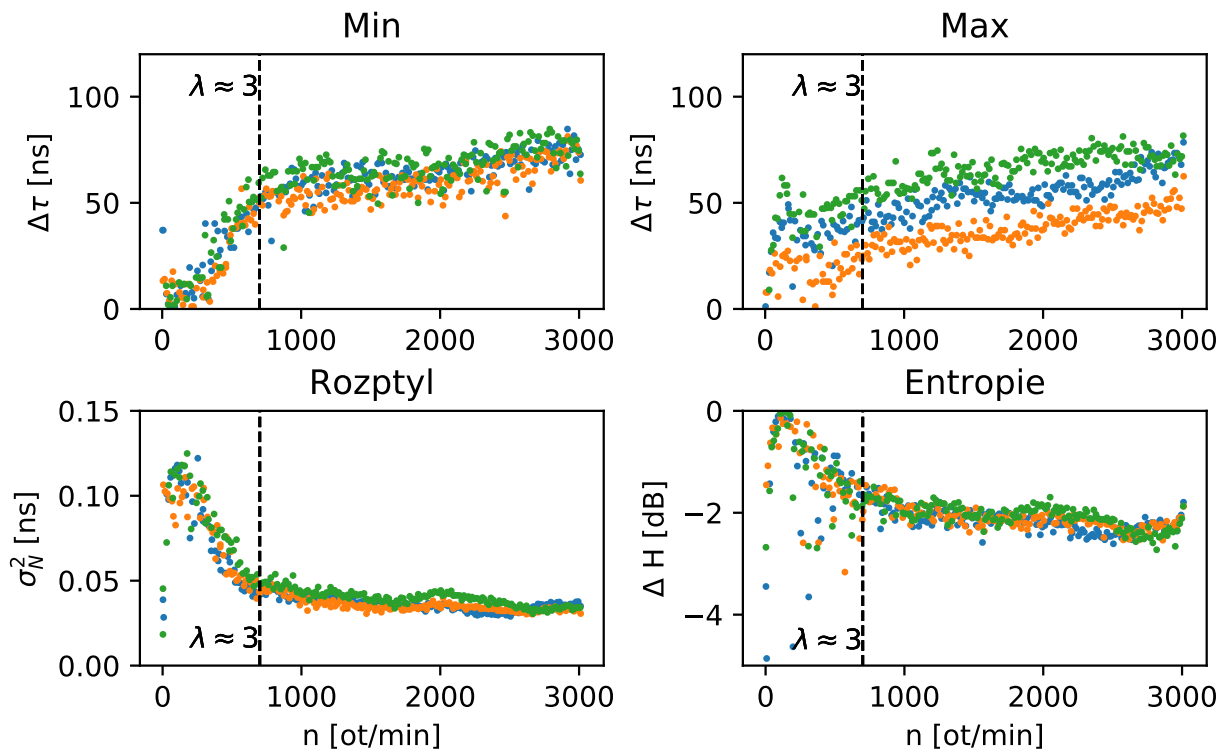 Min
Max
100
50
0
Δτ [ns]
λ ≈ 3
0 1000 2000 3000
100
50
0
Δτ [ns]
λ ≈ 3
0 1000 2000 3000
Rozptyl
Entropie
0.15
0.10
0.05
0.00
σ²_N [ns]
λ ≈ 3
0 1000 2000 3000
n [ot/min]
0
−2
−4
Δ H [dB]
λ ≈ 3
0 1000 2000 3000
n [ot/min]